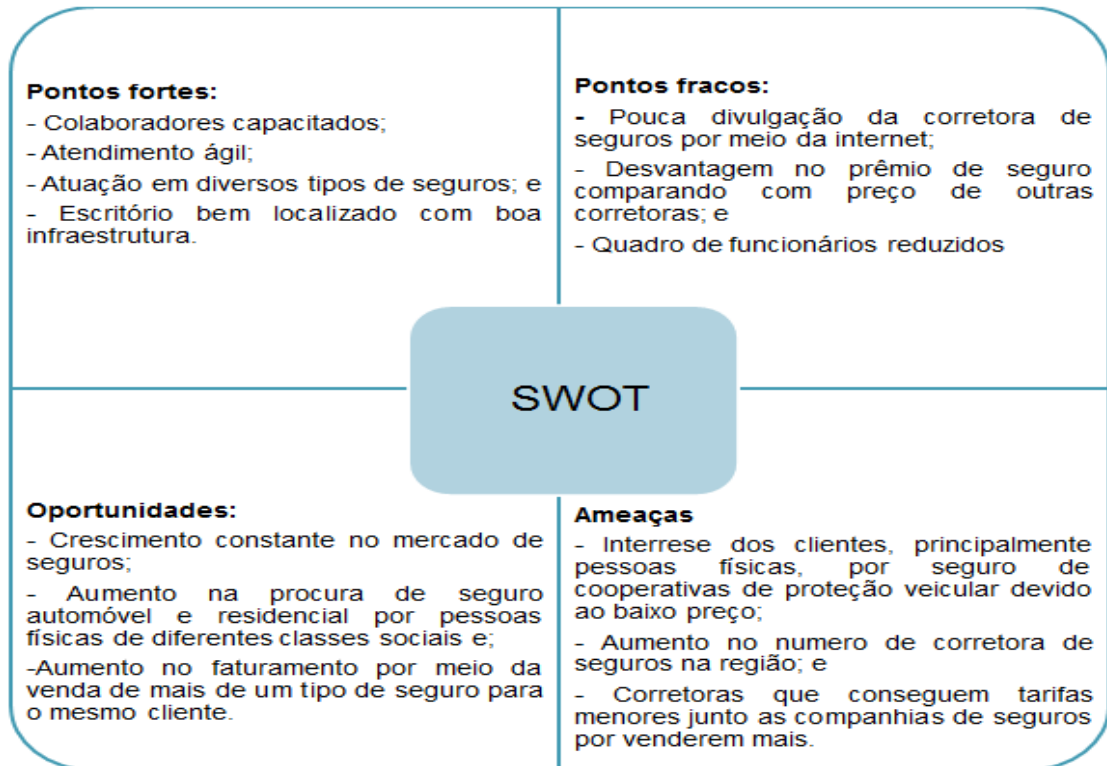 Pontos fortes:
- Colaboradores capacitados;
- Atendimento ágil;
- Atuação em diversos tipos de seguros; e
- Escritório bem localizado com boa
infraestrutura.
Pontos fracos:
- Pouca divulgação da corretora de
seguros por meio da internet;
- Desvantagem no prêmio de seguro
comparando com preço de outras
corretoras; e
- Quadro de funcionários reduzidos
SWOT
Oportunidades:
- Crescimento constante no mercado de
seguros;
- Aumento na procura de seguro
automóvel e residencial por pessoas
físicas de diferentes classes sociais e;
-Aumento no faturamento por meio da
venda de mais de um tipo de seguro para
o mesmo cliente.
Ameaças
- Interrese dos clientes, principalmente
pessoas físicas, por seguro de
cooperativas de proteção veicular devido
ao baixo preço;
- Aumento no numero de corretora de
seguros na região; e
- Corretoras que conseguem tarifas
menores junto as companhias de seguros
por venderem mais.